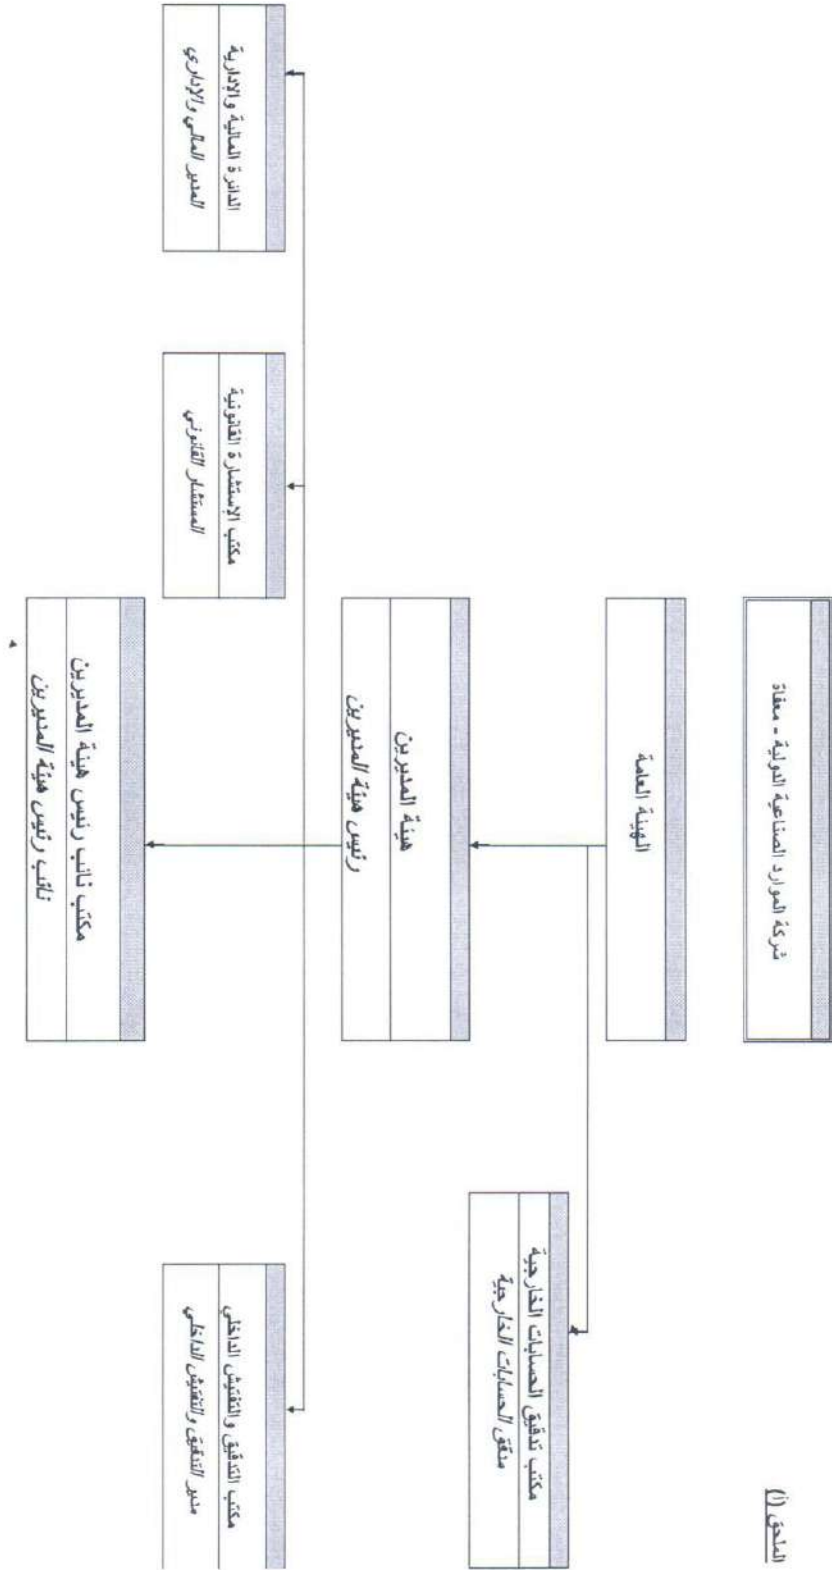 الملحق (أ)
شركة الموارد الصناعية الدولية - معفاة
الهيئة العامة
مكتب تدقيق الحسابات الخارجية
مدقق الحسابات الخارجية
هيئة المديرين
رئيس هيئة المديرين
مكتب التدقيق والتفتيش الداخلي
مدير التدقيق والتفتيش الداخلي
مكتب الإستشارة القانونية
المستشار القانوني
الدائرة المالية والإدارية
المدير المالي والإداري
مكتب نائب رئيس هيئة المديرين
نائب رئيس هيئة المديرين